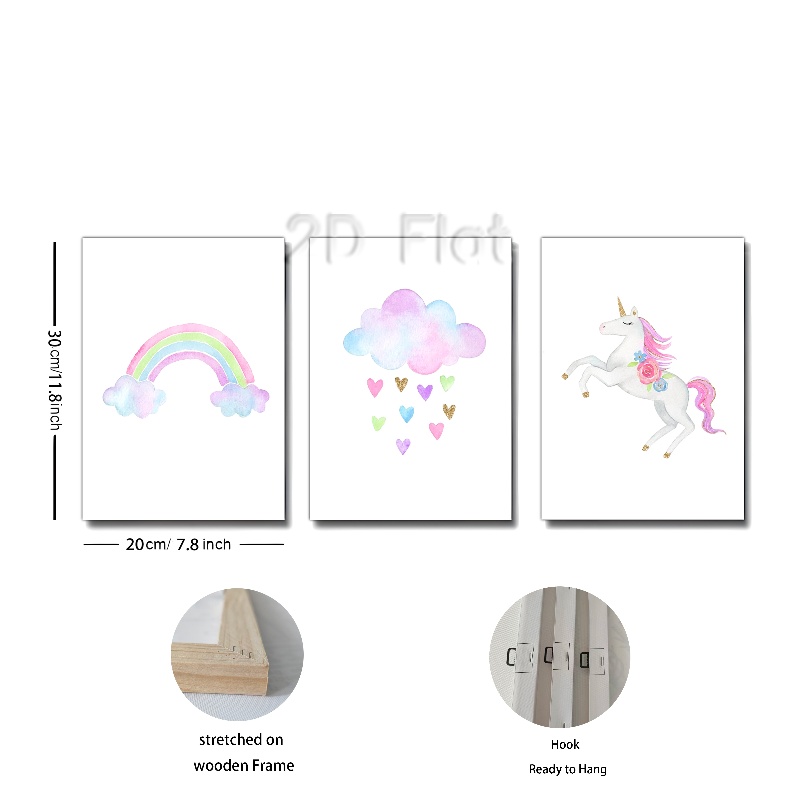 2D Flat
30cm/11.8inch
20cm/ 7.8 inch
stretched on
wooden Frame
Hook
Ready to Hang